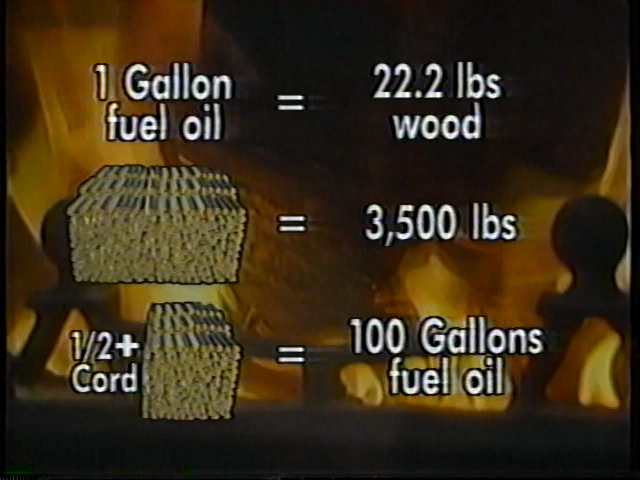 1 Gallon = 22.2 lbs
fuel oil wood
= 3,500 lbs
1/2+ = 100 Gallons
Cord fuel oil